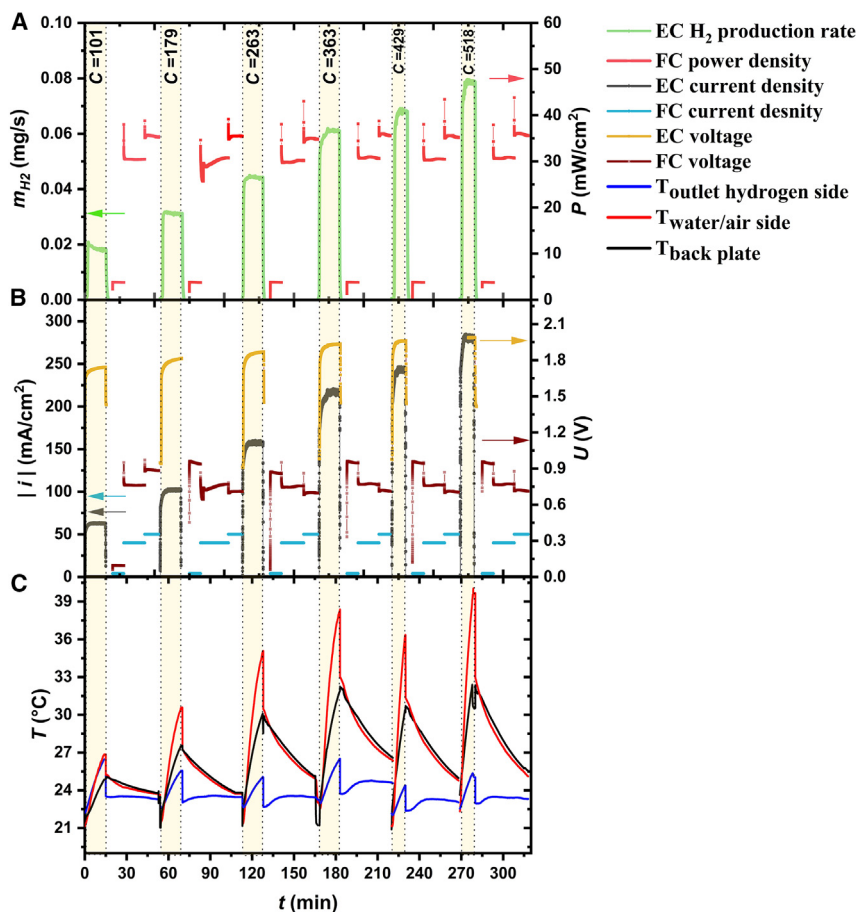 A
C =101
C =179
C =263
C =363
C =429
C =518
0.10
0.08
0.06
0.04
0.02
0.00
m_H2 (mg/s)
60
50
40
30
20
10
0
P (mW/cm²)
EC H₂ production rate
FC power density
EC current density
FC current desnity
EC voltage
FC voltage
T outlet hydrogen side
T water/air side
T back plate
B
300
250
200
150
100
50
0
| i | (mA/cm²)
2.1
1.8
1.5
1.2
0.9
0.6
0.3
0.0
U (V)
C
39
36
33
30
27
24
21
T (°C)
0 30 60 90 120 150 180 210 240 270 300
t (min)